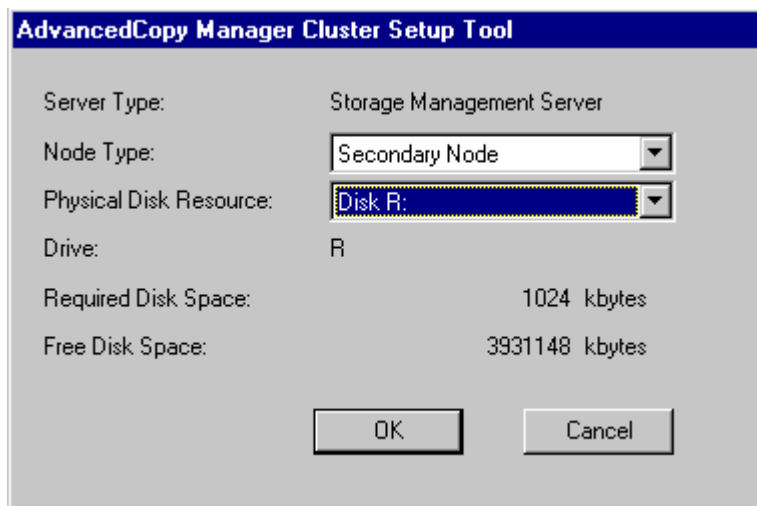 AdvancedCopy Manager Cluster Setup Tool
Server Type: Storage Management Server
Node Type: Secondary Node
Physical Disk Resource: Disk R:
Drive: R
Required Disk Space: 1024 kbytes
Free Disk Space: 3931148 kbytes
OK Cancel